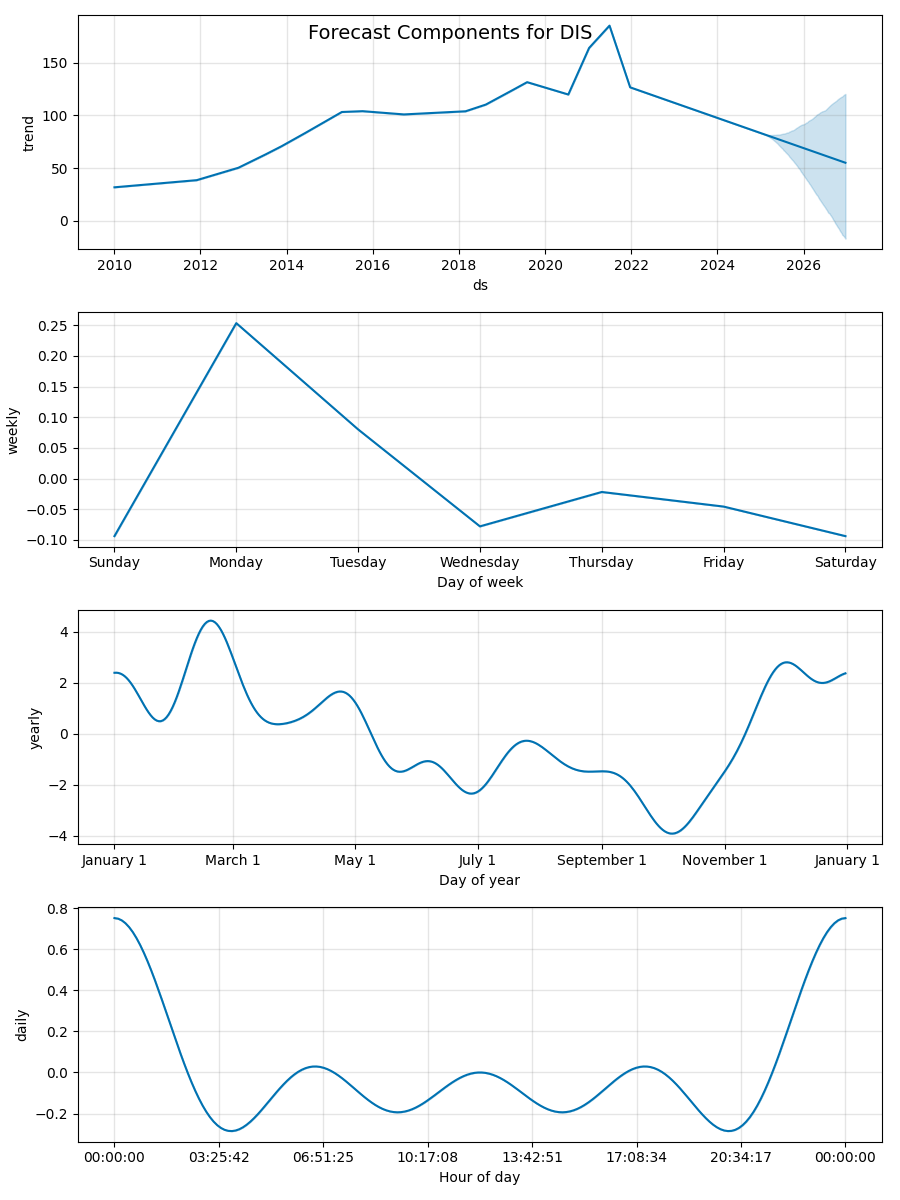 Forecast Components for DIS
trend
150
100
50
0
2010 2012 2014 2016 2018 2020 2022 2024 2026
ds
weekly
0.25
0.20
0.15
0.10
0.05
0.00
−0.05
−0.10
Sunday Monday Tuesday Wednesday Thursday Friday Saturday
Day of week
yearly
4
2
0
−2
−4
January 1 March 1 May 1 July 1 September 1 November 1 January 1
Day of year
daily
0.8
0.6
0.4
0.2
0.0
−0.2
00:00:00 03:25:42 06:51:25 10:17:08 13:42:51 17:08:34 20:34:17 00:00:00
Hour of day